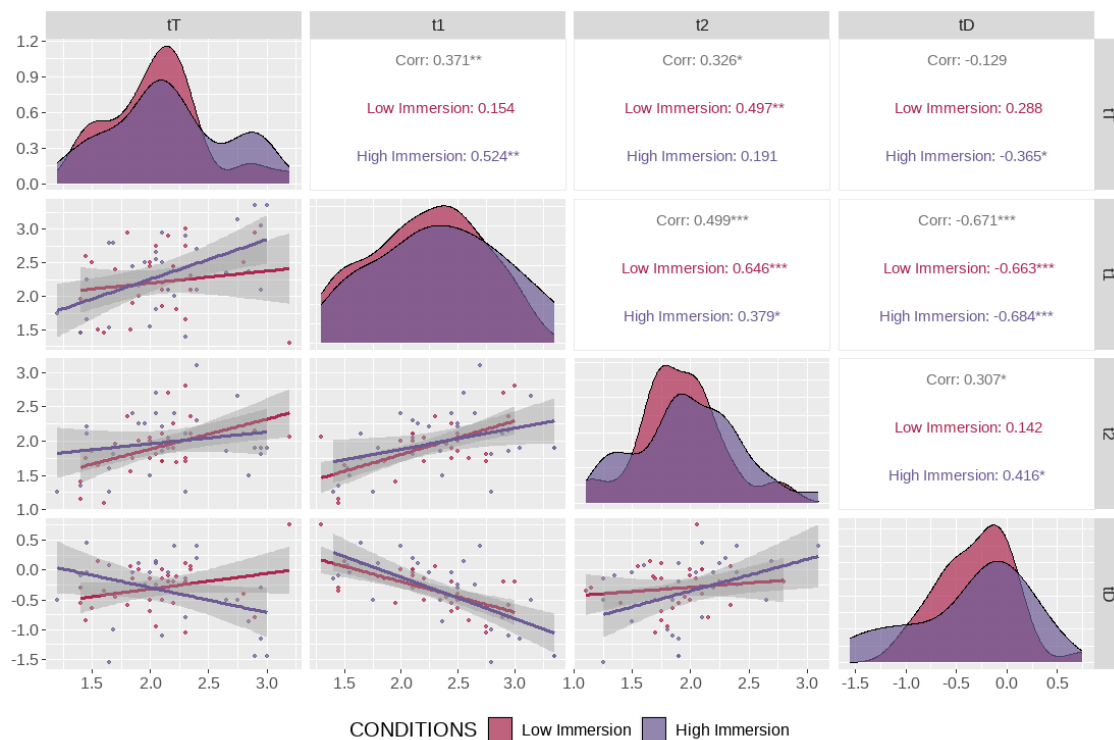 tT t1 t2 tD
1.2
0.9
0.6
0.3
0.0
Corr: 0.371**
Low Immersion: 0.154
High Immersion: 0.524**
Corr: 0.326*
Low Immersion: 0.497**
High Immersion: 0.191
Corr: -0.129
Low Immersion: 0.288
High Immersion: -0.365*
tT
3.0
2.5
2.0
1.5
Corr: 0.499***
Low Immersion: 0.646***
High Immersion: 0.379*
Corr: -0.671***
Low Immersion: -0.663***
High Immersion: -0.684***
t1
3.0
2.5
2.0
1.5
1.0
Corr: 0.307*
Low Immersion: 0.142
High Immersion: 0.416*
t2
0.5
0.0
-0.5
-1.0
-1.5
tD
1.5 2.0 2.5 3.0 1.5 2.0 2.5 3.0 1.0 1.5 2.0 2.5 3.0 -1.5 -1.0 -0.5 0.0 0.5
CONDITIONS Low Immersion High Immersion